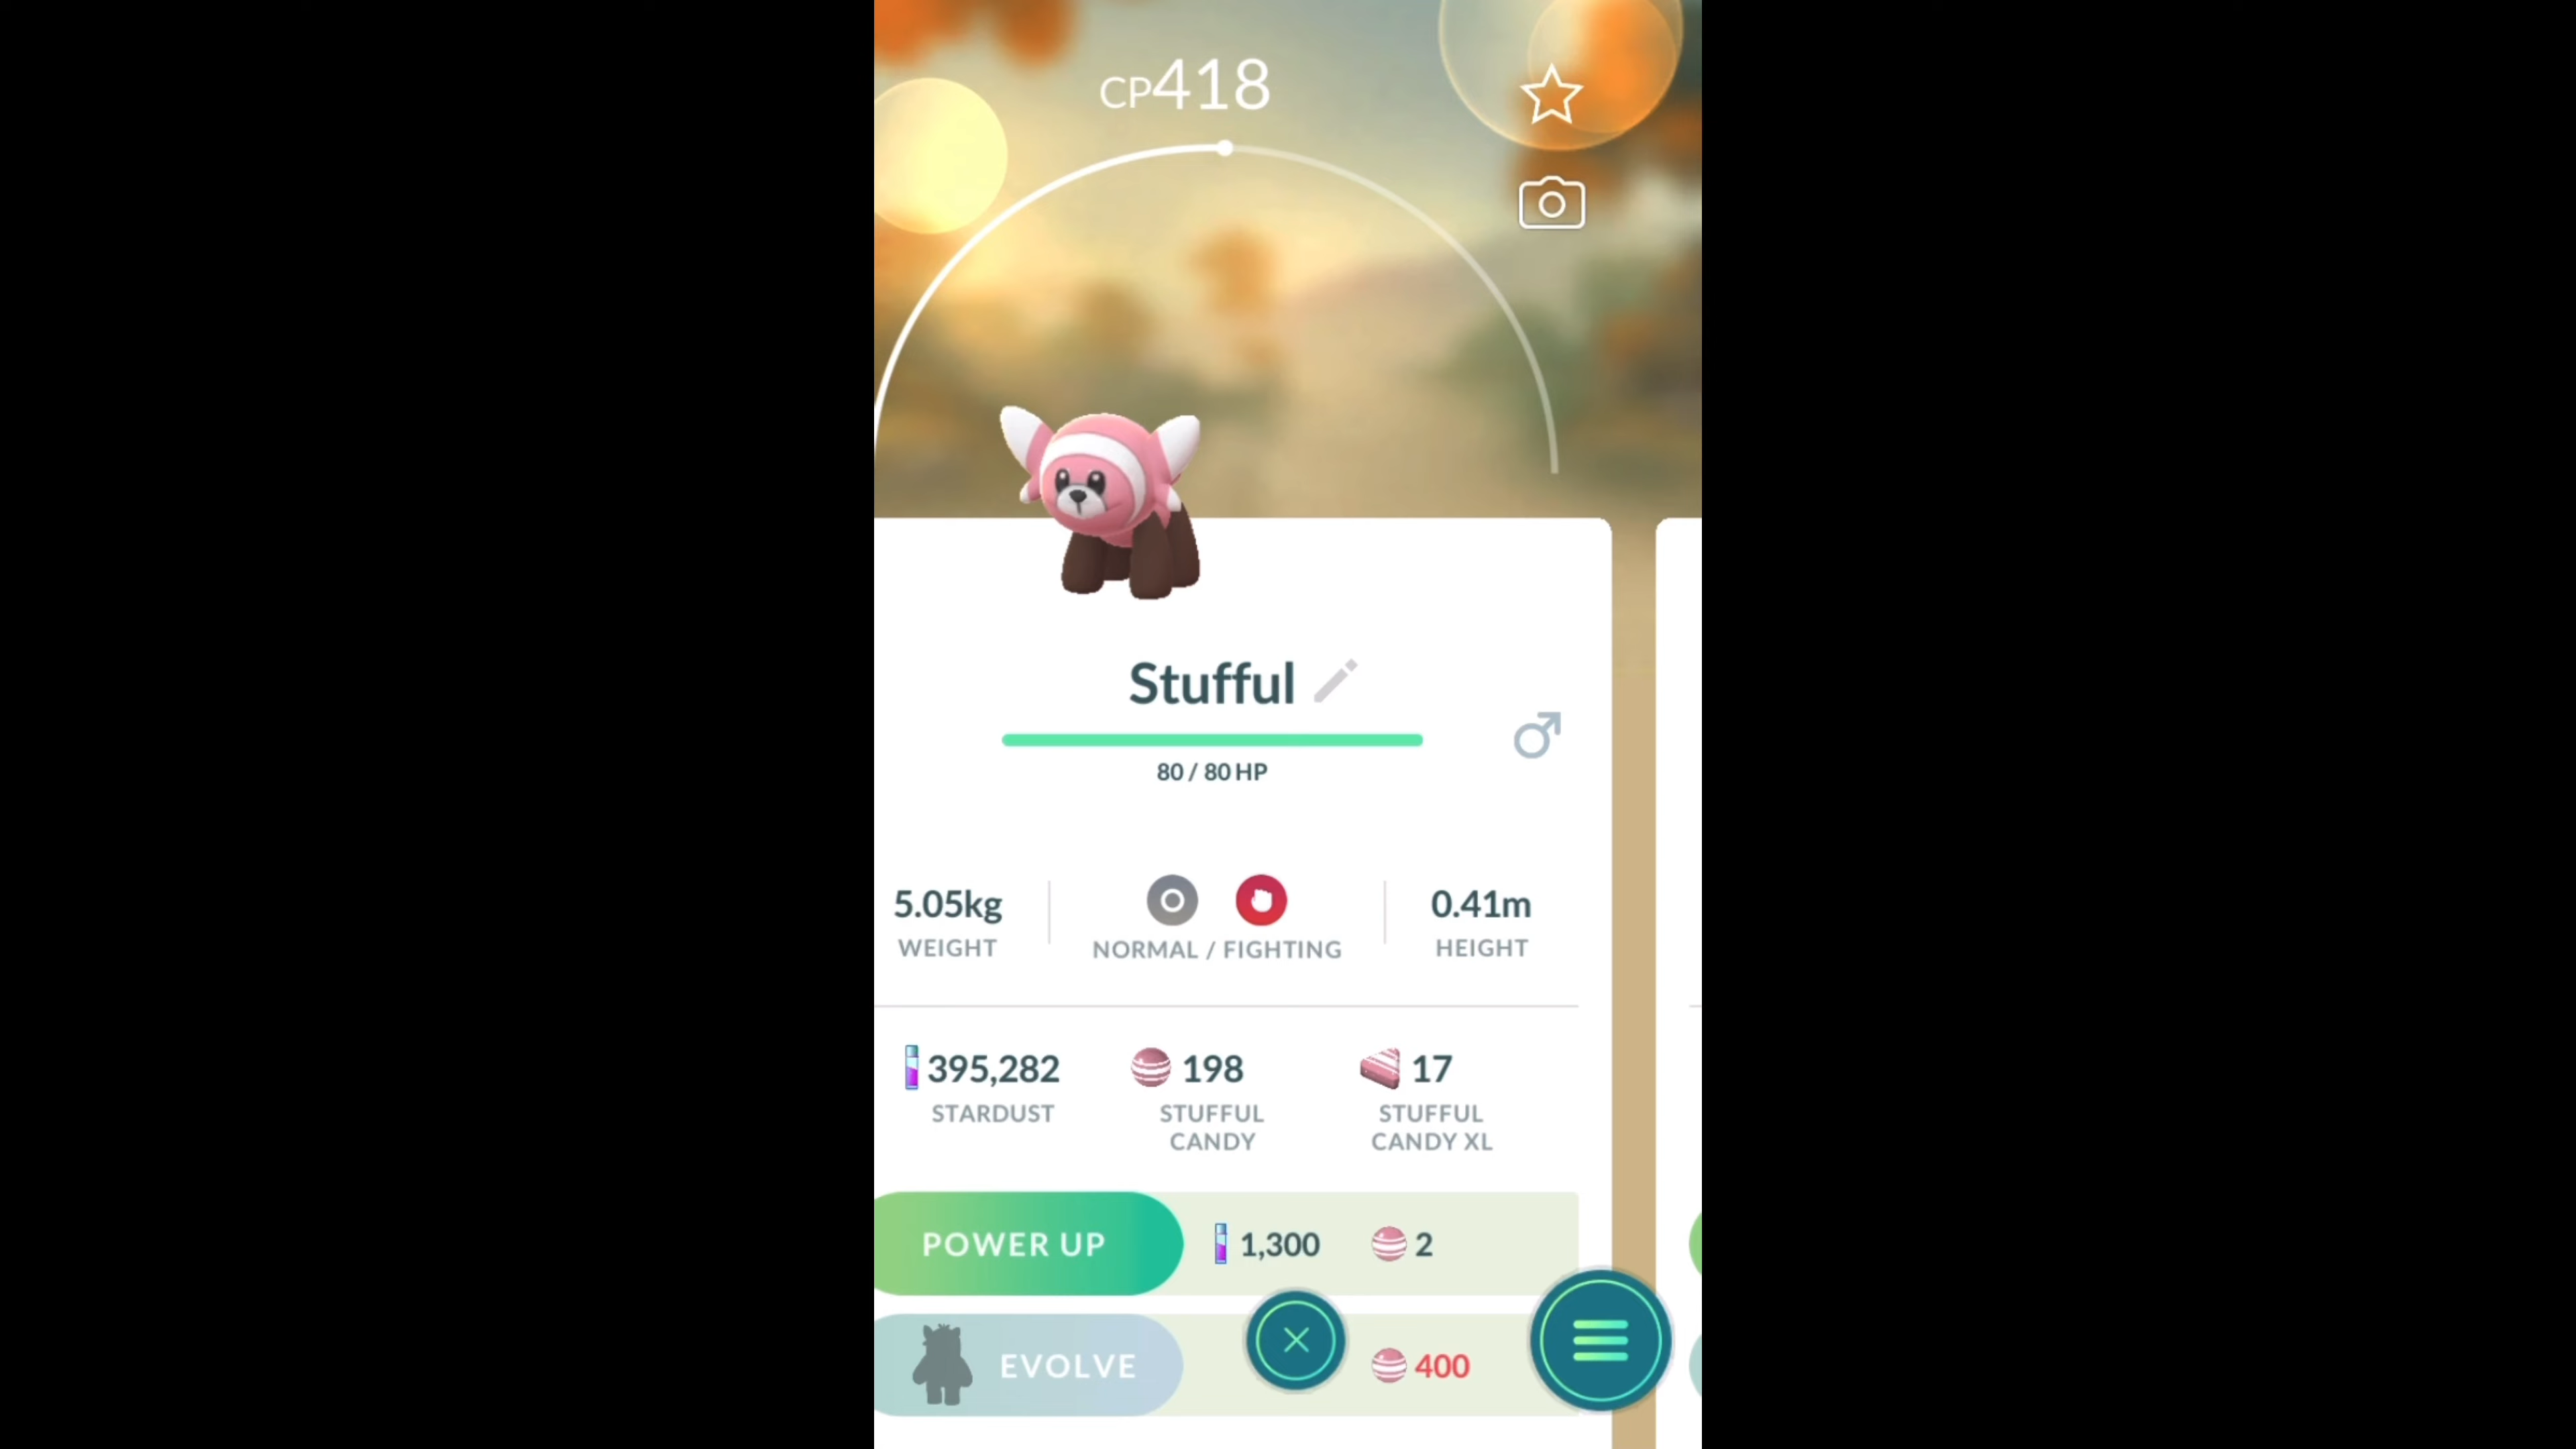 CP418
Stufful
80 / 80 HP
5.05kg
WEIGHT
NORMAL / FIGHTING
0.41m
HEIGHT
395,282
STARDUST
198
STUFFUL
CANDY
17
STUFFUL
CANDY XL
POWER UP
1,300
2
EVOLVE
400